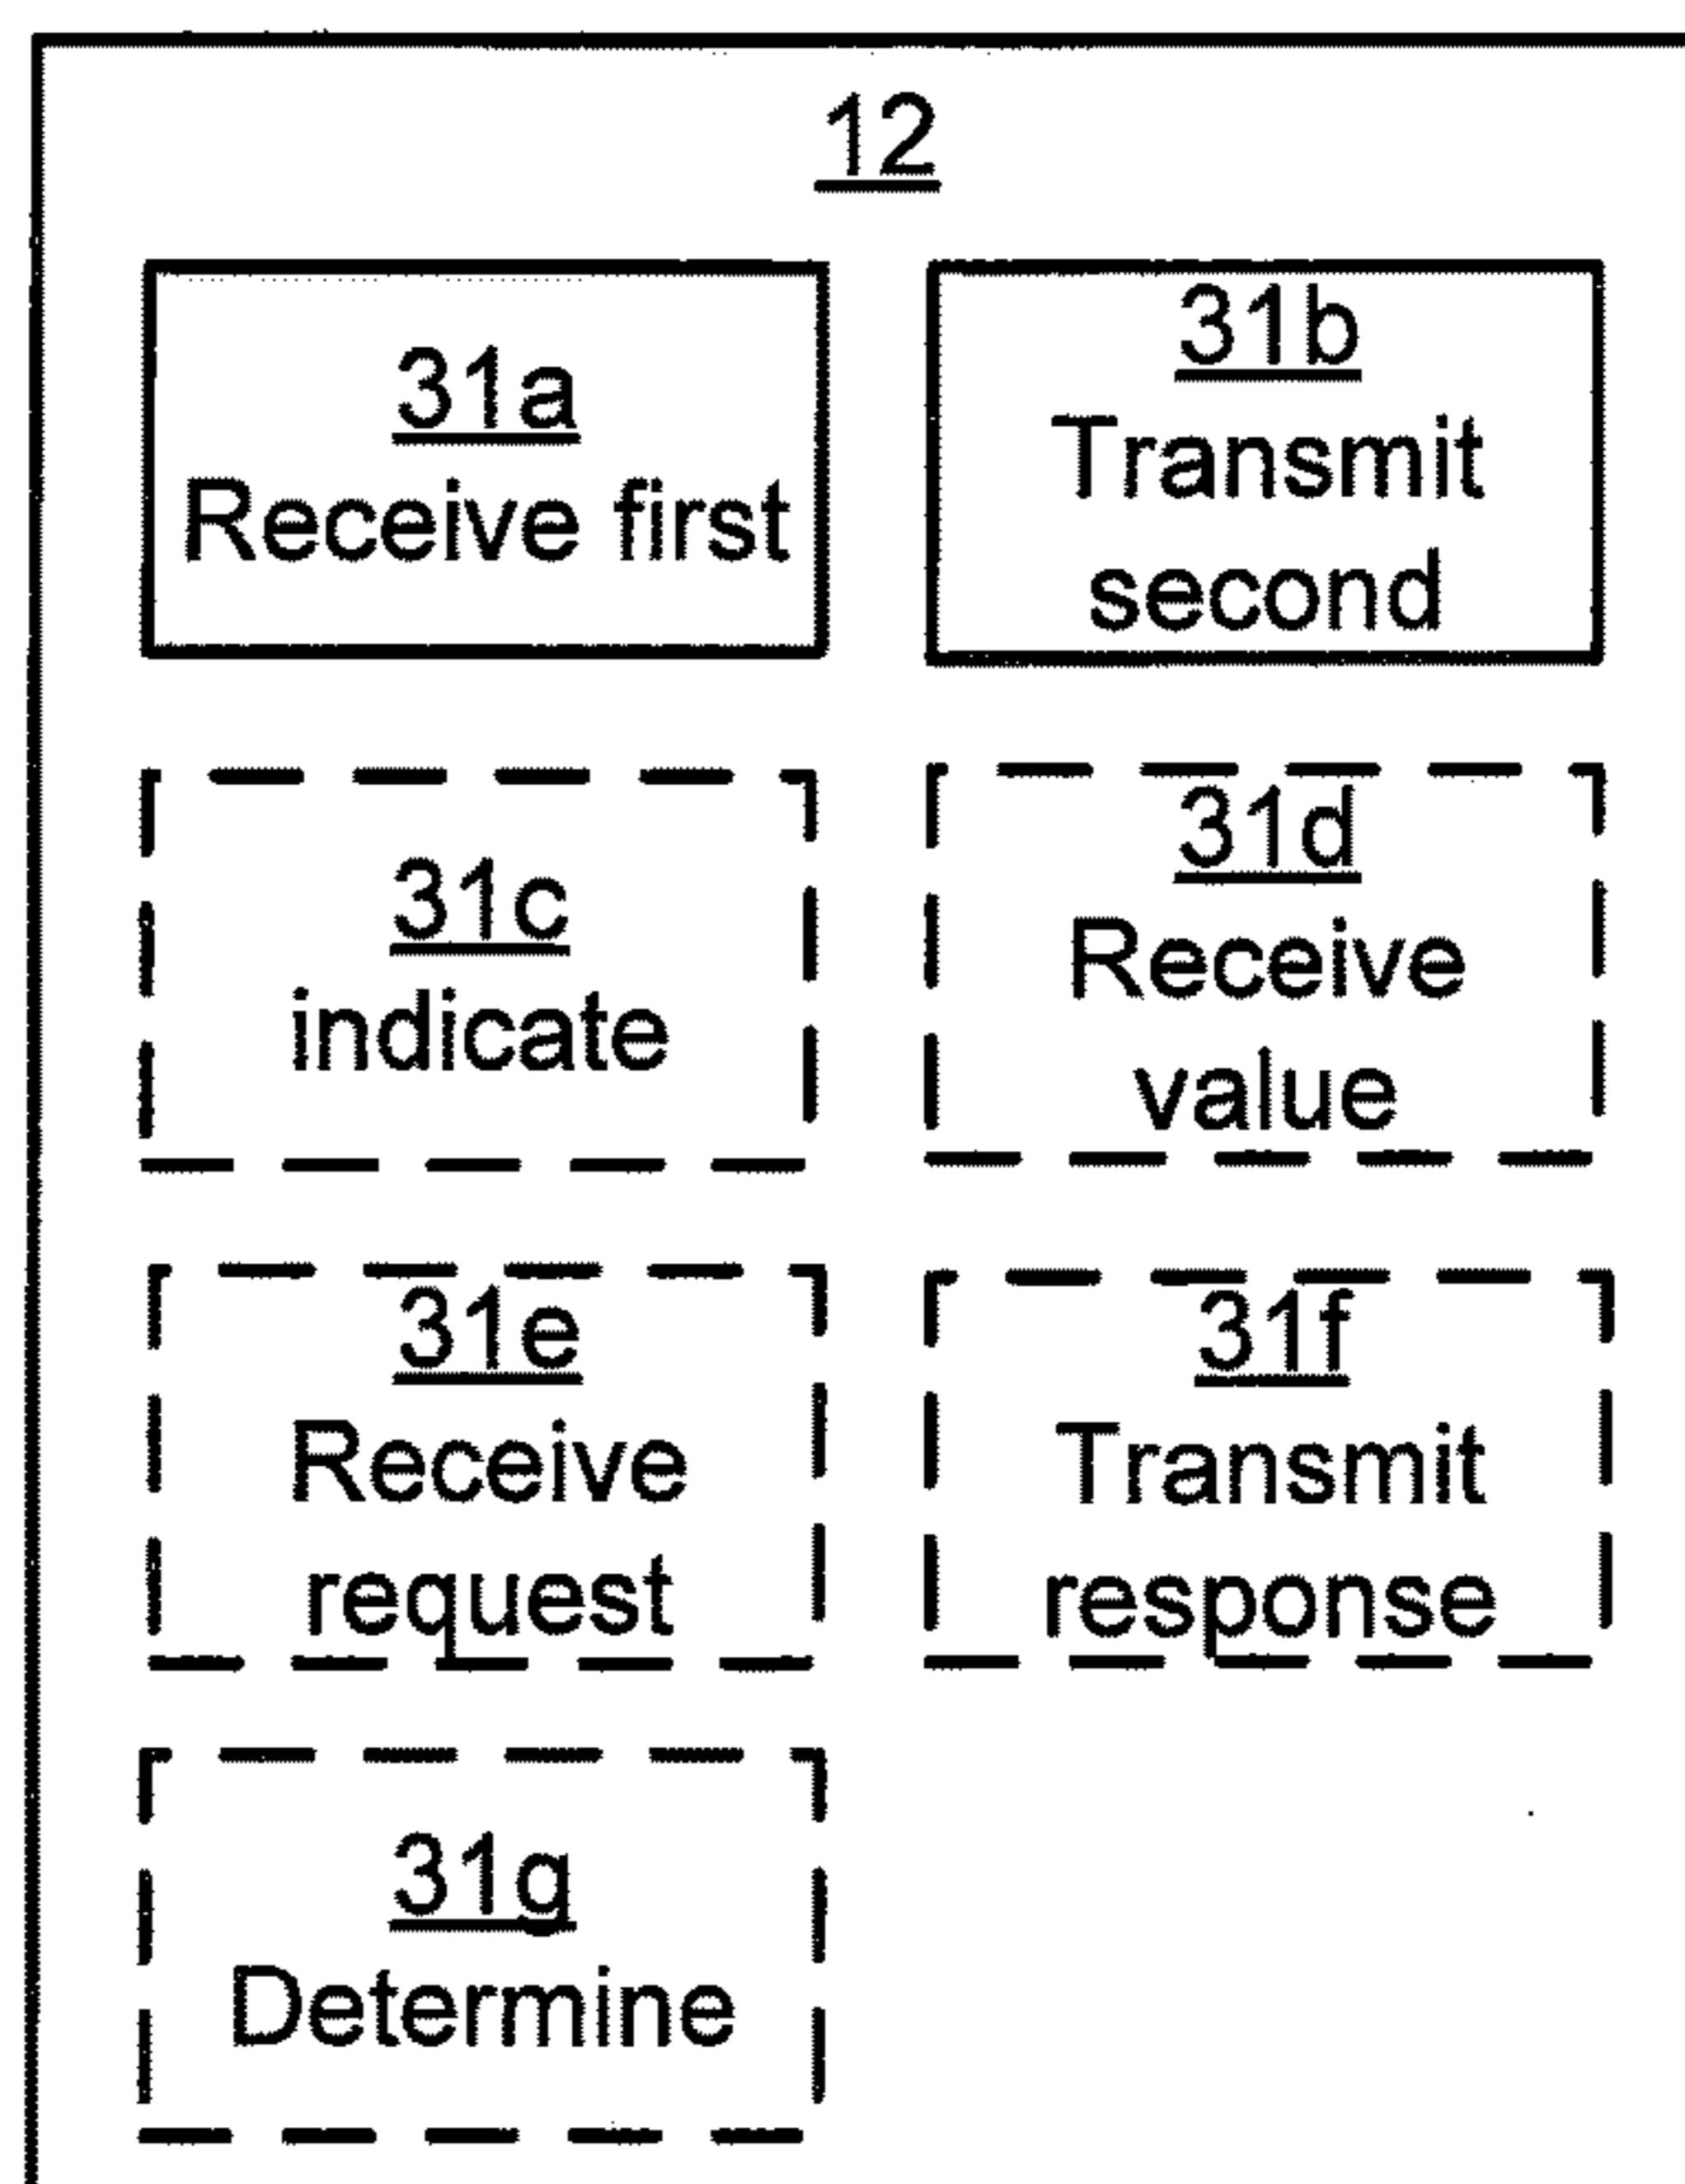 12
31a
Receive first
31b
Transmit
second
31c
indicate
31d
Receive
value
31e
Receive
request
31f
Transmit
response
31g
Determine